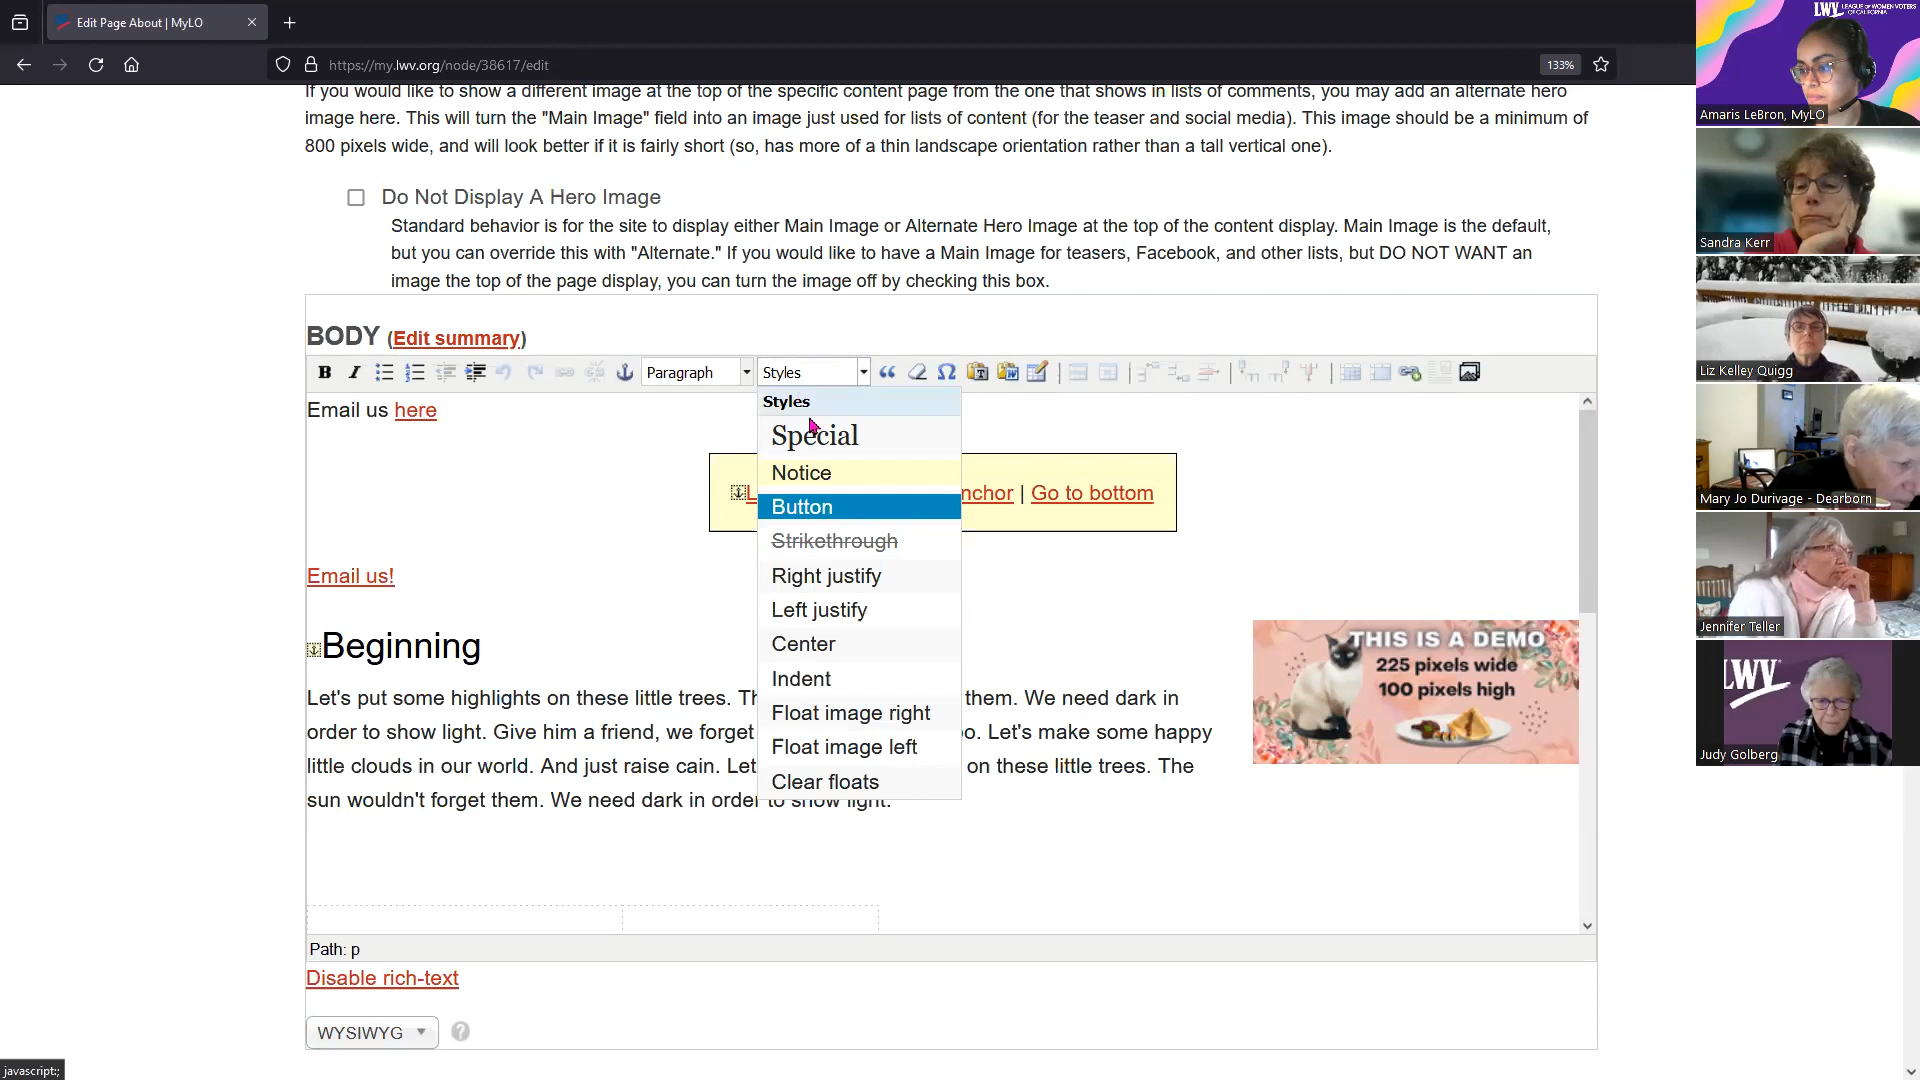 Edit Page About | MyLO
https://my.lwv.org/node/38617/edit
133%
If you would like to show a different image at the top of the specific content page from the one that shows in lists of comments, you may add an alternate hero
image here. This will turn the "Main Image" field into an image just used for lists of content (for the teaser and social media). This image should be a minimum of
800 pixels wide, and will look better if it is fairly short (so, has more of a thin landscape orientation rather than a tall vertical one).
Do Not Display A Hero Image
Standard behavior is for the site to display either Main Image or Alternate Hero Image at the top of the content display. Main Image is the default,
but you can override this with "Alternate." If you would like to have a Main Image for teasers, Facebook, and other lists, but DO NOT WANT an
image the top of the page display, you can turn the image off by checking this box.
BODY (Edit summary)
Paragraph
Styles
Styles
Special
Notice
Button
Strikethrough
Right justify
Left justify
Center
Indent
Float image right
Float image left
Clear floats
Email us here
nchor | Go to bottom
Email us!
Beginning
Let's put some highlights on these little trees. Th them. We need dark in
order to show light. Give him a friend, we forget oo. Let's make some happy
little clouds in our world. And just raise cain. Let on these little trees. The
sun wouldn't forget them. We need dark in order to show light.
THIS IS A DEMO
225 pixels wide
100 pixels high
Path: p
Disable rich-text
WYSIWYG
javascript:;
LWV LEAGUE OF WOMEN VOTERS
OF CALIFORNIA
Amaris LeBron, MyLO
Sandra Kerr
Liz Kelley Quigg
Mary Jo Durivage - Dearborn
Jennifer Teller
LWV
Judy Golberg